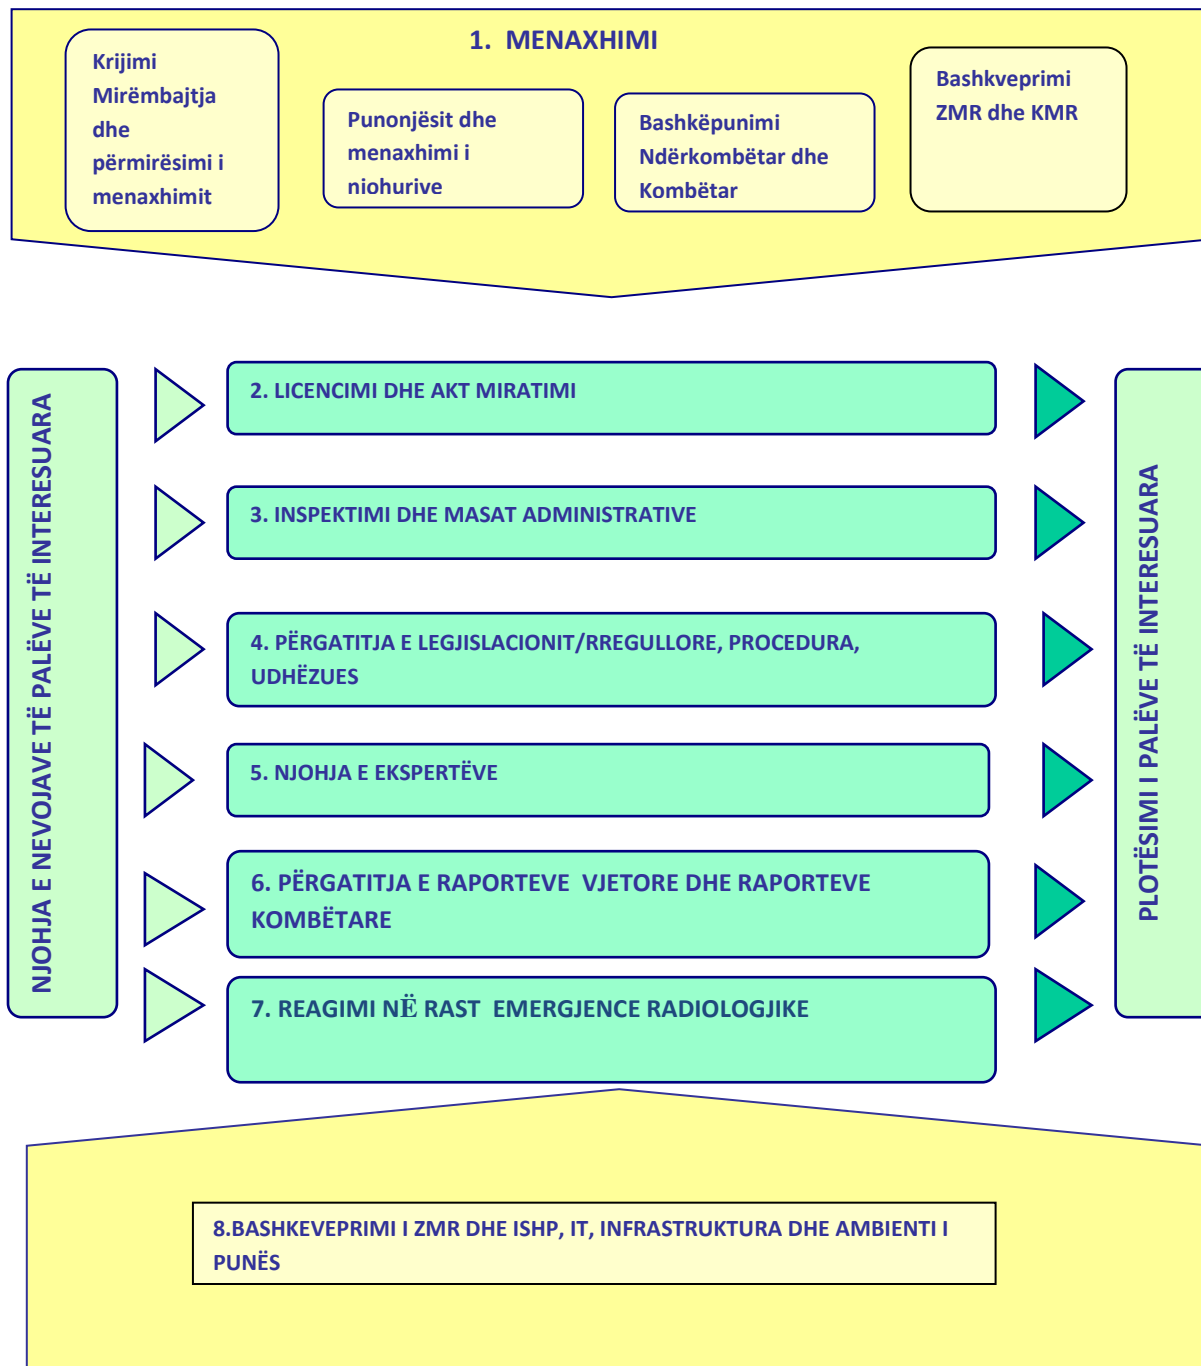 1. MENAXHIMI
Krijimi
Mirëmbajtja
dhe
përmirësimi i
menaxhimit
Punonjësit dhe
menaxhimi i
niohurive
Bashkëpunimi
Ndërkombëtar dhe
Kombëtar
Bashkveprimi
ZMR dhe KMR
NJOHJA E NEVOJAVE TË PALËVE TË INTERESUARA
2. LICENCIMI DHE AKT MIRATIMI
3. INSPEKTIMI DHE MASAT ADMINISTRATIVE
4. PËRGATITJA E LEGJISLACIONIT/RREGULLORE, PROCEDURA,
UDHËZUES
5. NJOHJA E EKSPERTËVE
6. PËRGATITJA E RAPORTEVE VJETORE DHE RAPORTEVE
KOMBËTARE
7. REAGIMI NË RAST EMERGJENCE RADIOLOGJIKE
PLOTËSIMI I PALËVE TË INTERESUARA
8.BASHKEVEPRIMI I ZMR DHE ISHP, IT, INFRASTRUKTURA DHE AMBIENTI I
PUNËS